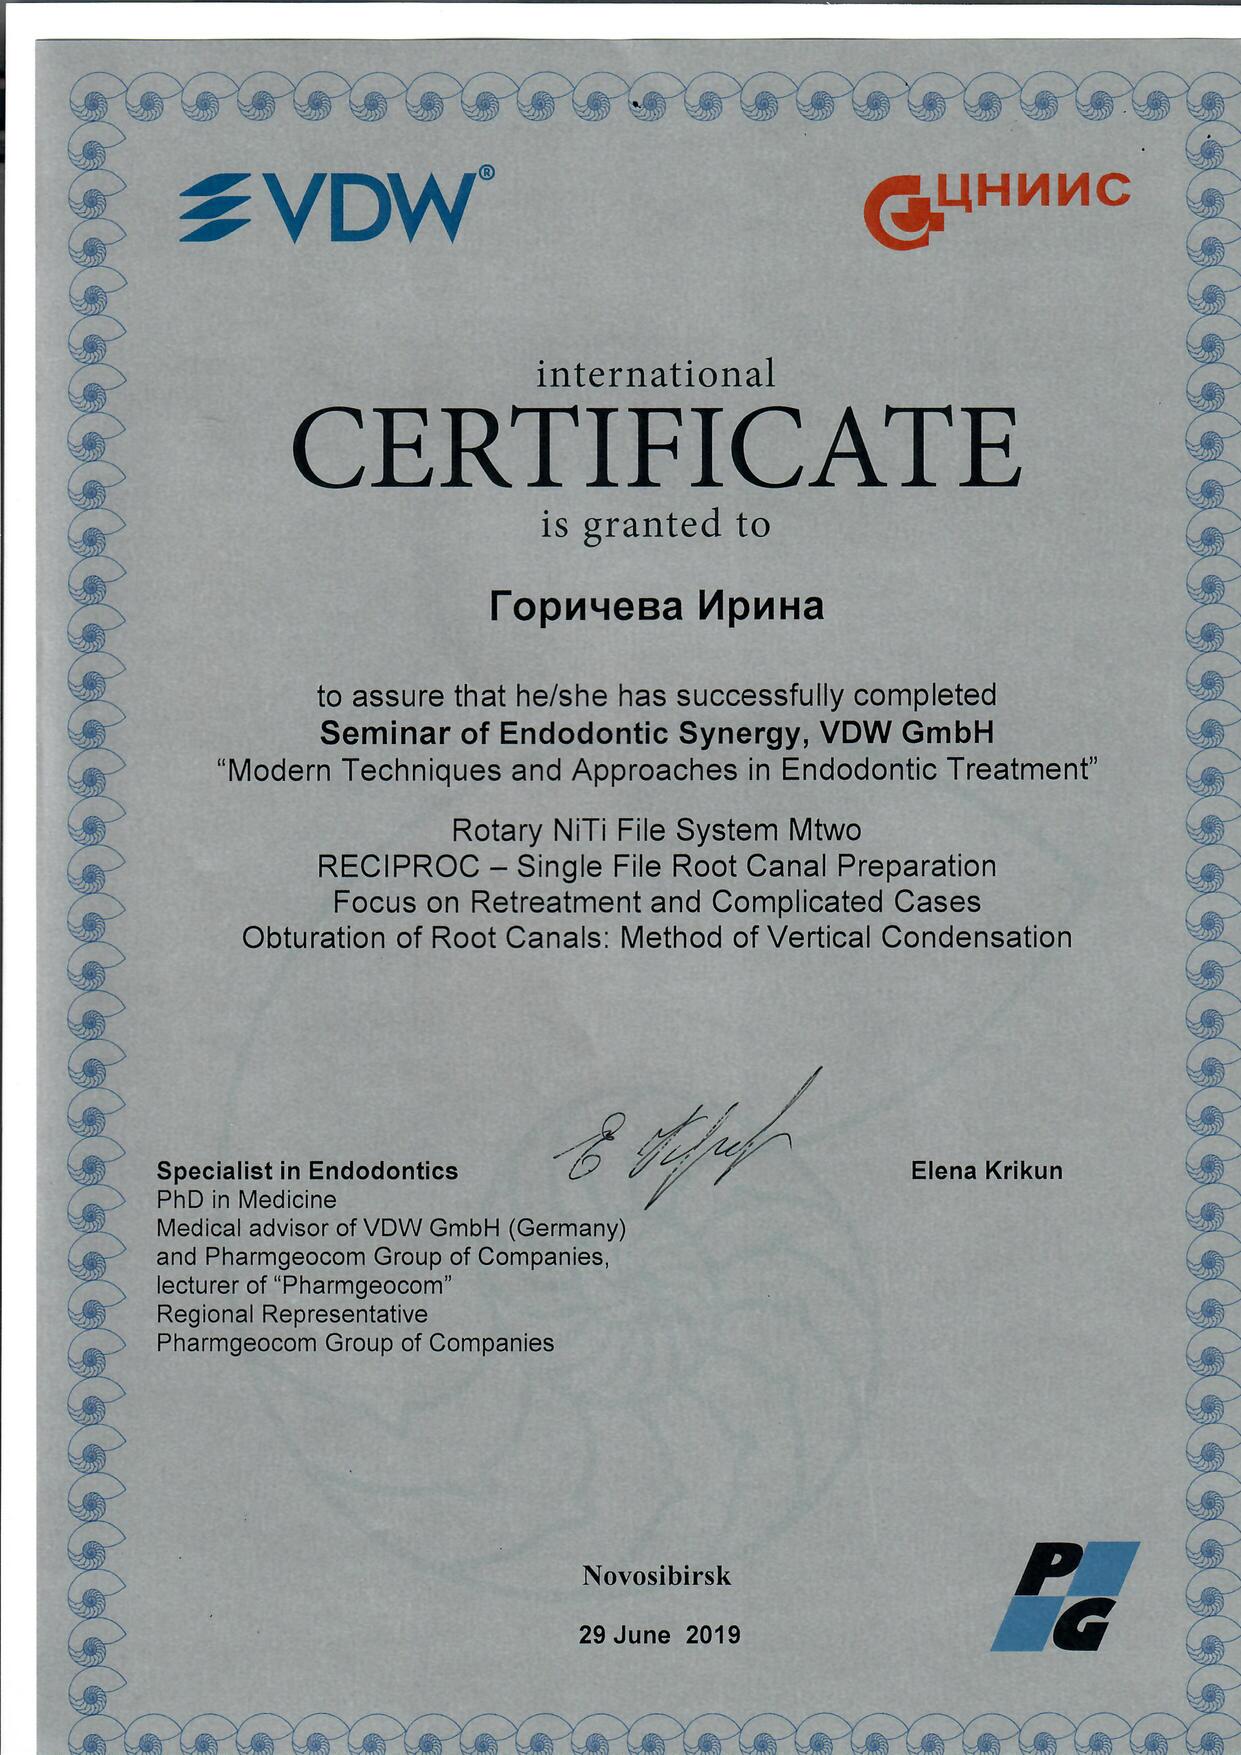 VDW®
ЦНИИС
international
CERTIFICATE
is granted to
Горичева Ирина
to assure that he/she has successfully completed
Seminar of Endodontic Synergy, VDW GmbH
“Modern Techniques and Approaches in Endodontic Treatment”
Rotary NiTi File System Mtwo
RECIPROC – Single File Root Canal Preparation
Focus on Retreatment and Complicated Cases
Obturation of Root Canals: Method of Vertical Condensation
Specialist in Endodontics
Elena Krikun
PhD in Medicine
Medical advisor of VDW GmbH (Germany)
and Pharmgeocom Group of Companies,
lecturer of “Pharmgeocom”
Regional Representative
Pharmgeocom Group of Companies
Novosibirsk
29 June 2019
PG